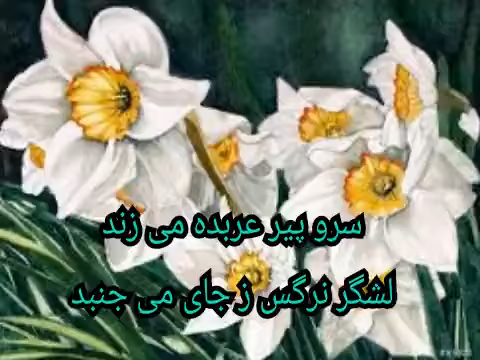 سرو پیر عربده می زند
لشگر نرگس ز جای می جنبد